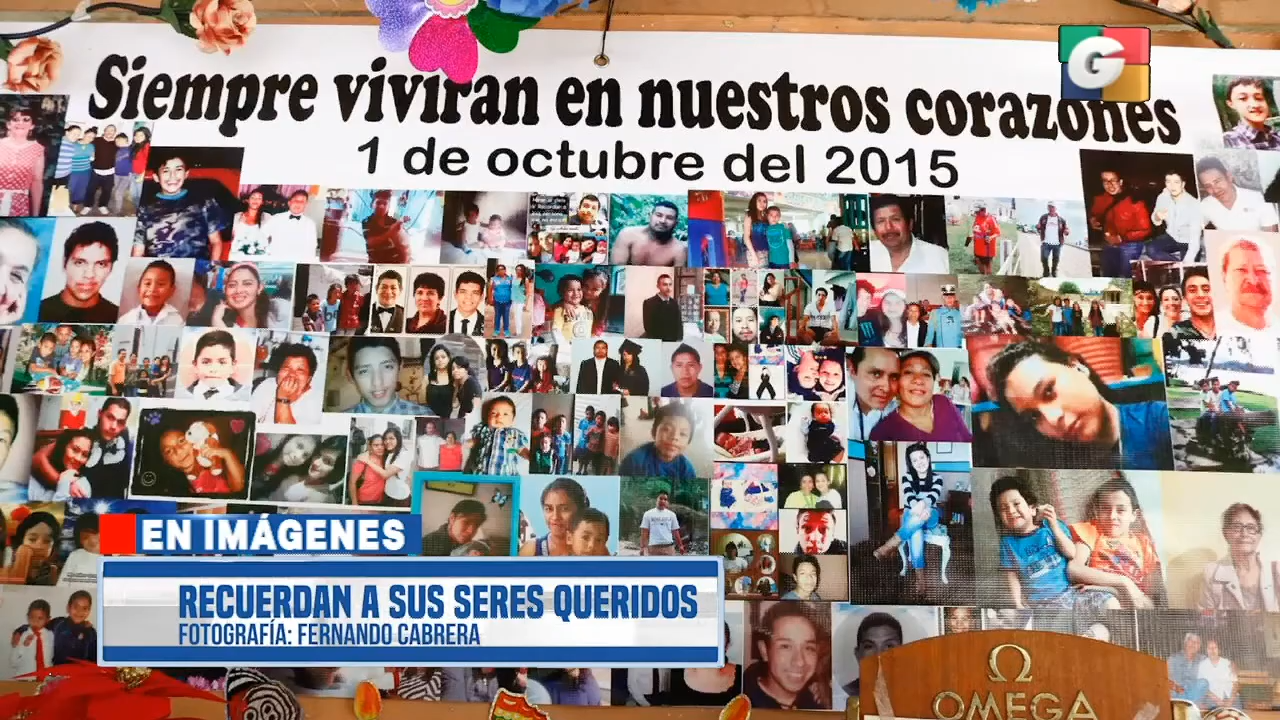 G
Siempre viviran en nuestros corazones
1 de octubre del 2015
EN IMÁGENES
RECUERDAN A SUS SERES QUERIDOS
FOTOGRAFÍA: FERNANDO CABRERA
Ω
OMEGA